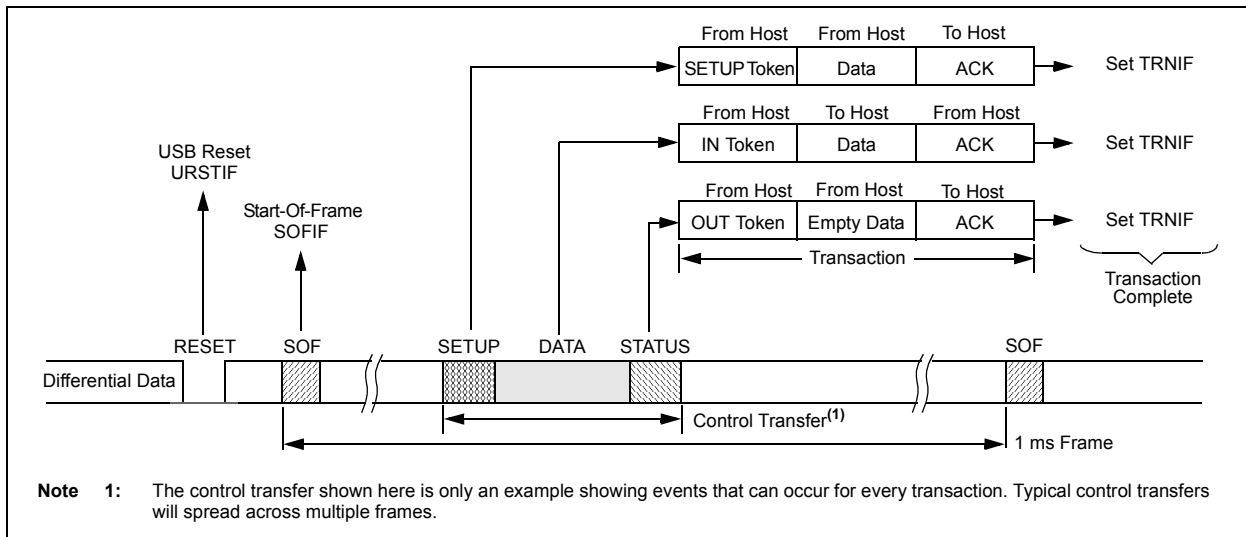 From Host From Host To Host
SETUP Token Data ACK Set TRNIF
From Host To Host From Host
IN Token Data ACK Set TRNIF
USB Reset
URSTIF
From Host From Host To Host
Start-Of-Frame
SOFIF
OUT Token Empty Data ACK Set TRNIF
Transaction
Transaction
Complete
RESET SOF SETUP DATA STATUS SOF
Differential Data
Control Transfer(1)
1 ms Frame
Note 1: The control transfer shown here is only an example showing events that can occur for every transaction. Typical control transfers
will spread across multiple frames.